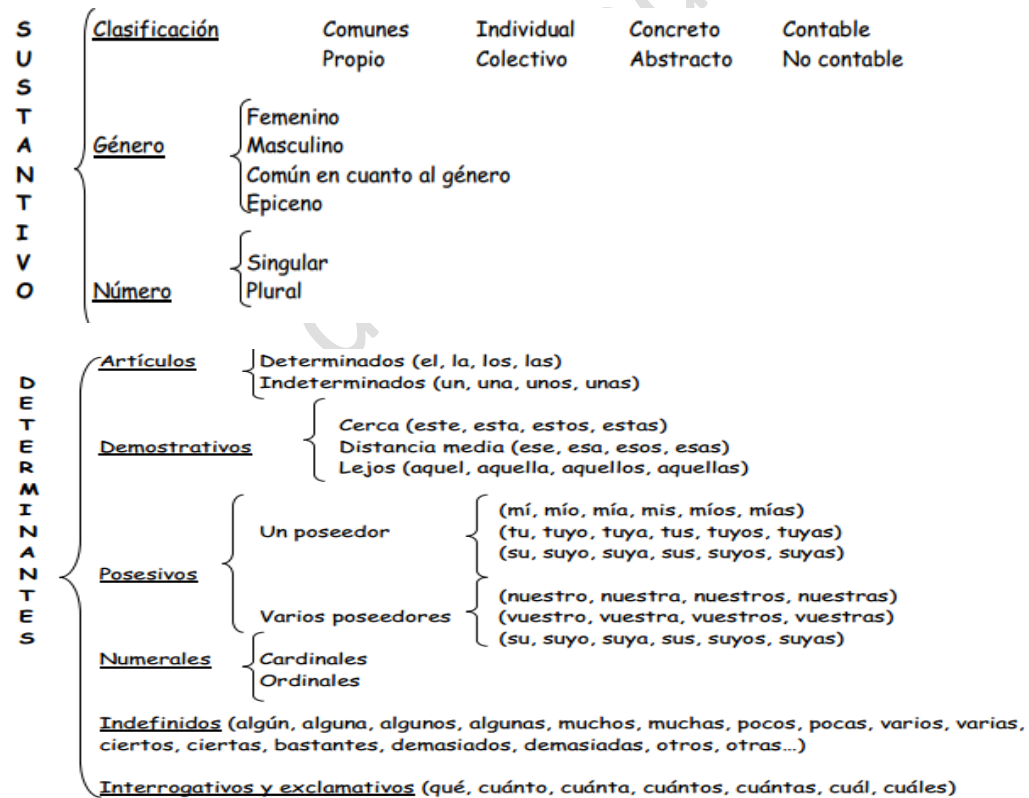 SUSTANTIVO
Clasificación Comunes Individual Concreto Contable
Propio Colectivo Abstracto No contable
Género
Femenino
Masculino
Común en cuanto al género
Epiceno
Número
Singular
Plural
DETERMINANTES
Artículos
Determinados (el, la, los, las)
Indeterminados (un, una, unos, unas)
Demostrativos
Cerca (este, esta, estos, estas)
Distancia media (ese, esa, esos, esas)
Lejos (aquel, aquella, aquellos, aquellas)
Posesivos
Un poseedor
(mí, mío, mía, mis, míos, mías)
(tu, tuyo, tuya, tus, tuyos, tuyas)
(su, suyo, suya, sus, suyos, suyas)
Varios poseedores
(nuestro, nuestra, nuestros, nuestras)
(vuestro, vuestra, vuestros, vuestras)
(su, suyo, suya, sus, suyos, suyas)
Numerales
Cardinales
Ordinales
Indefinidos (algún, alguna, algunos, algunas, muchos, muchas, pocos, pocas, varios, varias,
ciertos, ciertas, bastantes, demasiados, demasiadas, otros, otras...)
Interrogativos y exclamativos (qué, cuánto, cuánta, cuántos, cuántas, cuál, cuáles)